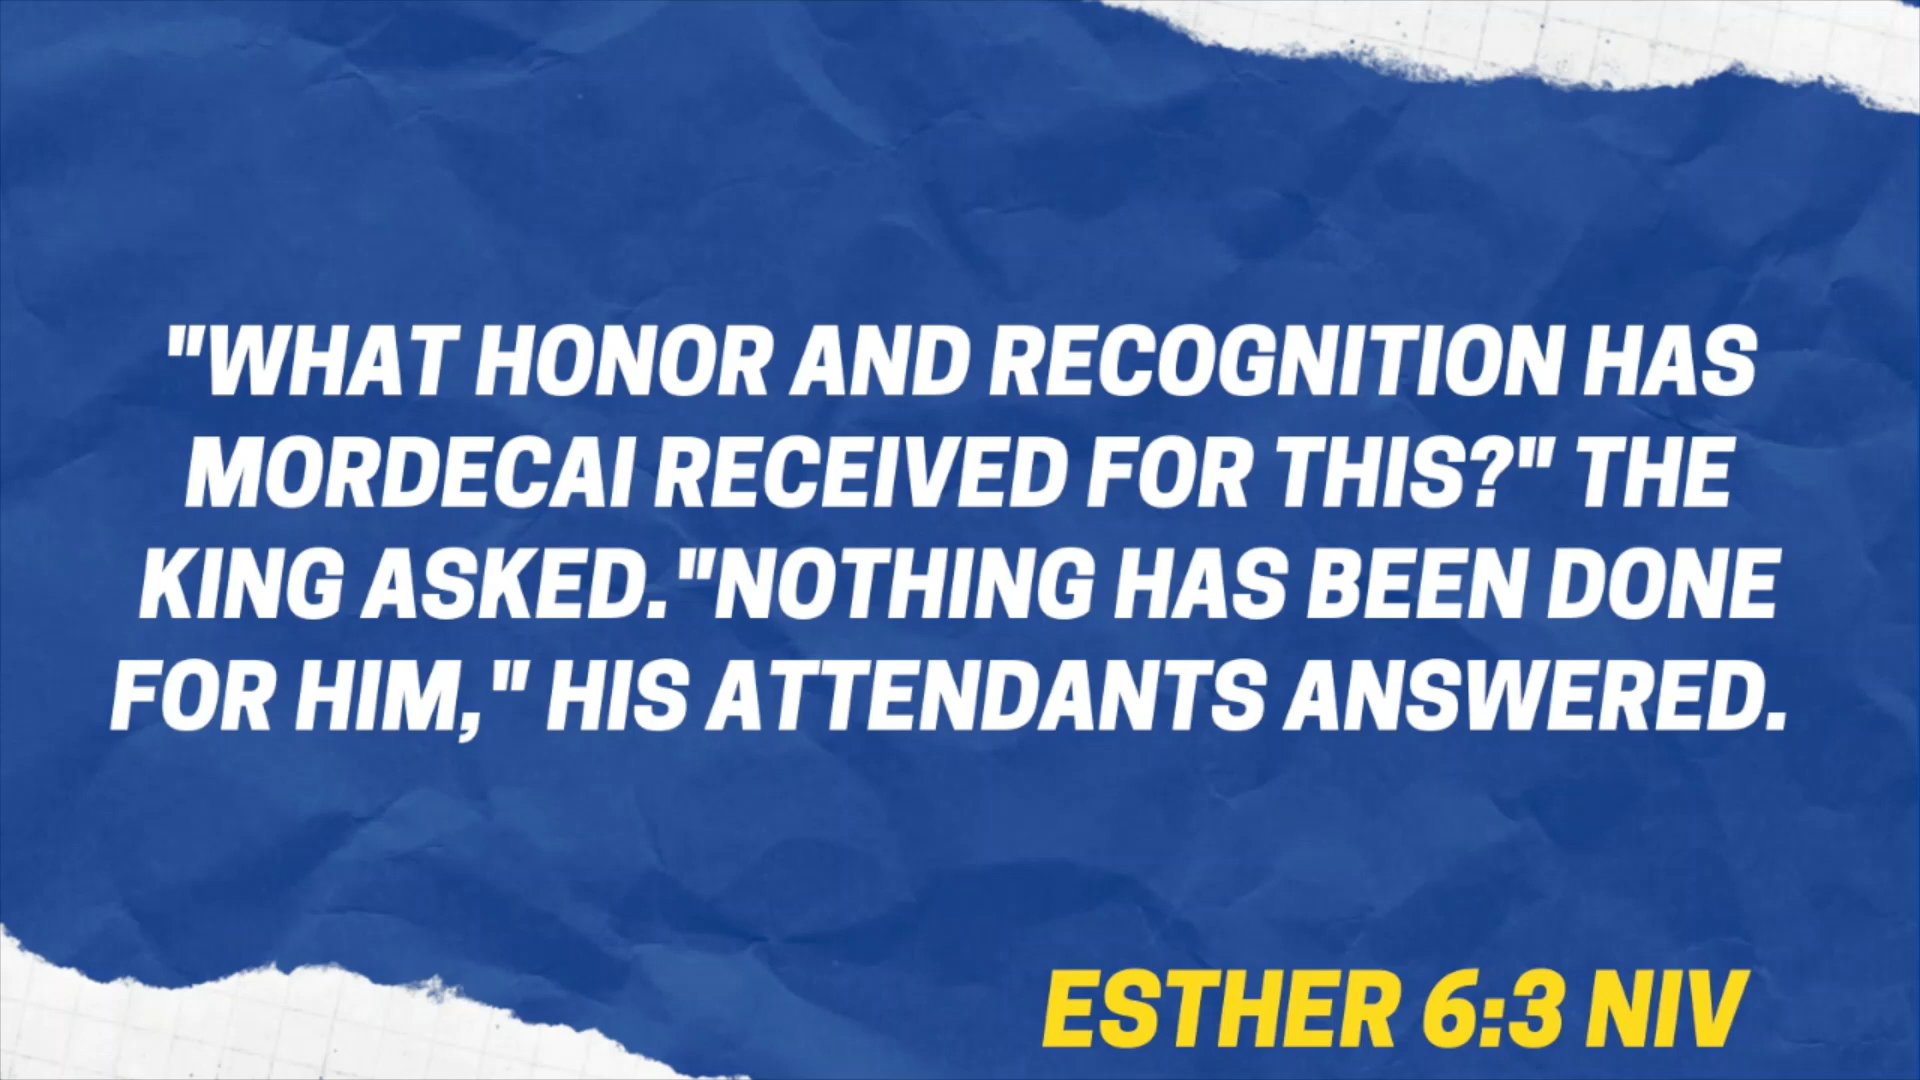 "WHAT HONOR AND RECOGNITION HAS
MORDECAI RECEIVED FOR THIS?" THE
KING ASKED. "NOTHING HAS BEEN DONE
FOR HIM," HIS ATTENDANTS ANSWERED.
ESTHER 6:3 NIV